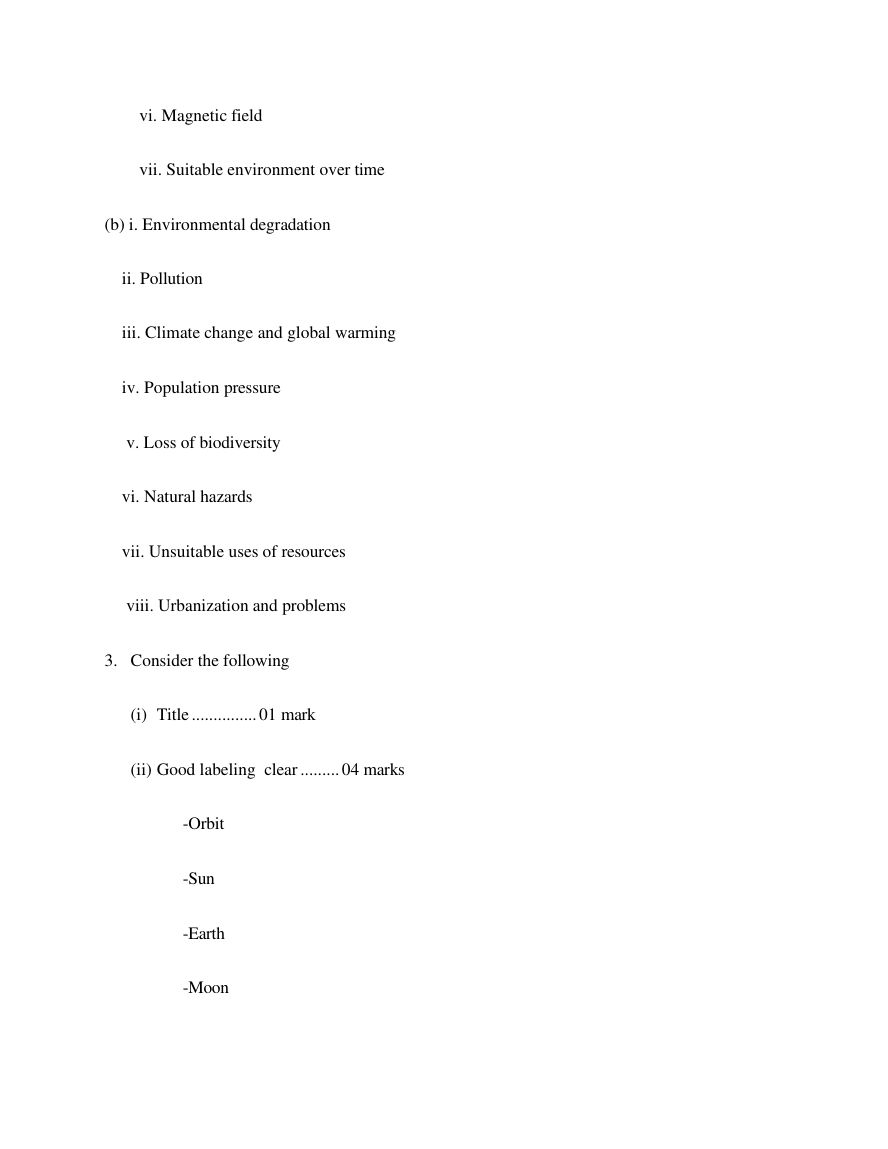 vi. Magnetic field
vii. Suitable environment over time
(b) i. Environmental degradation
ii. Pollution
iii. Climate change and global warming
iv. Population pressure
v. Loss of biodiversity
vi. Natural hazards
vii. Unsuitable uses of resources
viii. Urbanization and problems
3. Consider the following
(i) Title ............... 01 mark
(ii) Good labeling clear ......... 04 marks
-Orbit
-Sun
-Earth
-Moon